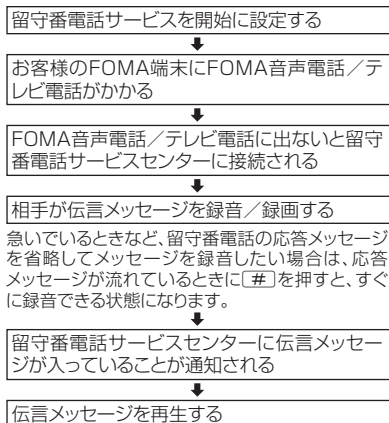 留守番電話サービスを開始に設定する
お客様のFOMA端末にFOMA音声電話／テ
レビ電話がかかる
FOMA音声電話／テレビ電話に出ないと留守
番電話サービスセンターに接続される
相手が伝言メッセージを録音／録画する
急いでいるときなど、留守番電話の応答メッセージ
を省略してメッセージを録音したい場合は、応答
メッセージが流れているときに#を押すと、すぐ
に録音できる状態になります。
留守番電話サービスセンターに伝言メッセー
ジが入っていることが通知される
伝言メッセージを再生する